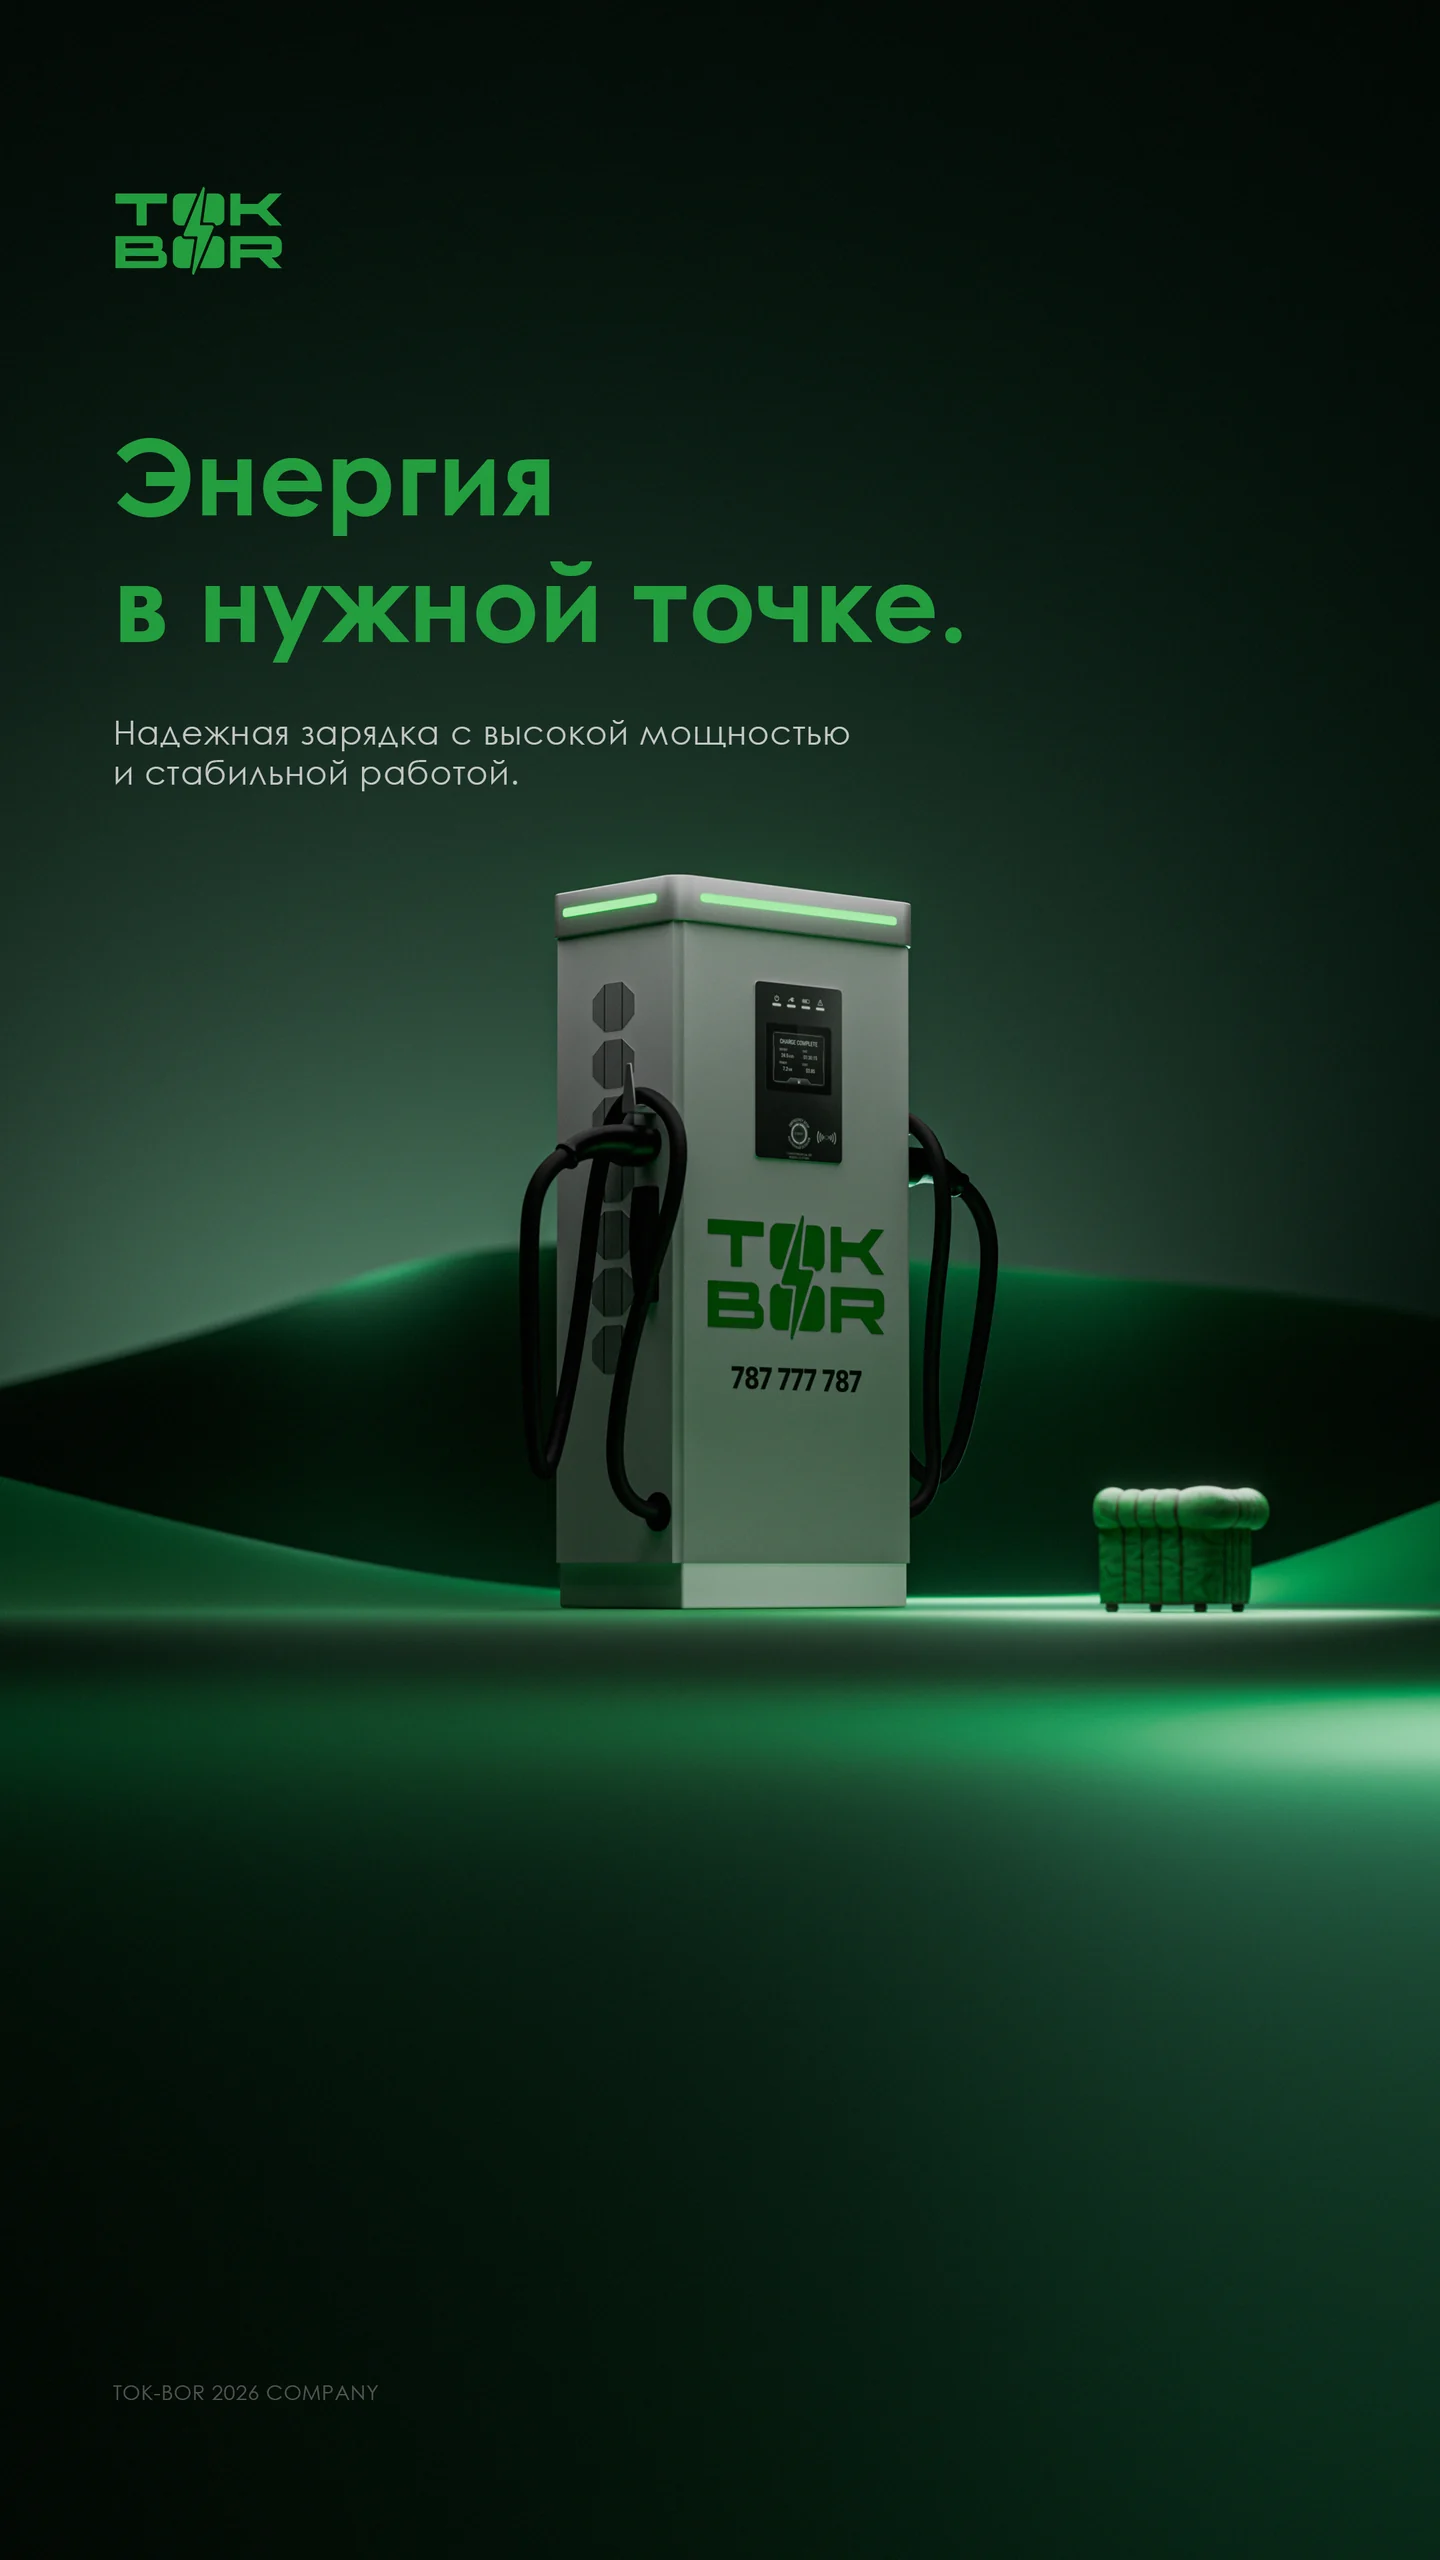 TOK
BOR
Энергия
в нужной точке.
Надежная зарядка с высокой мощностью
и стабильной работой.
CHARGE COMPLETE
TOK
BOR
787 777 787
TOK-BOR 2026 COMPANY